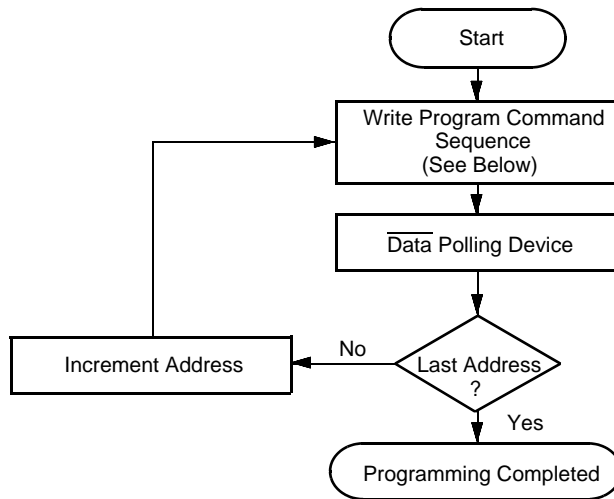 Start
Write Program Command
Sequence
(See Below)
Data Polling Device
Increment Address
No
Last Address
?
Yes
Programming Completed